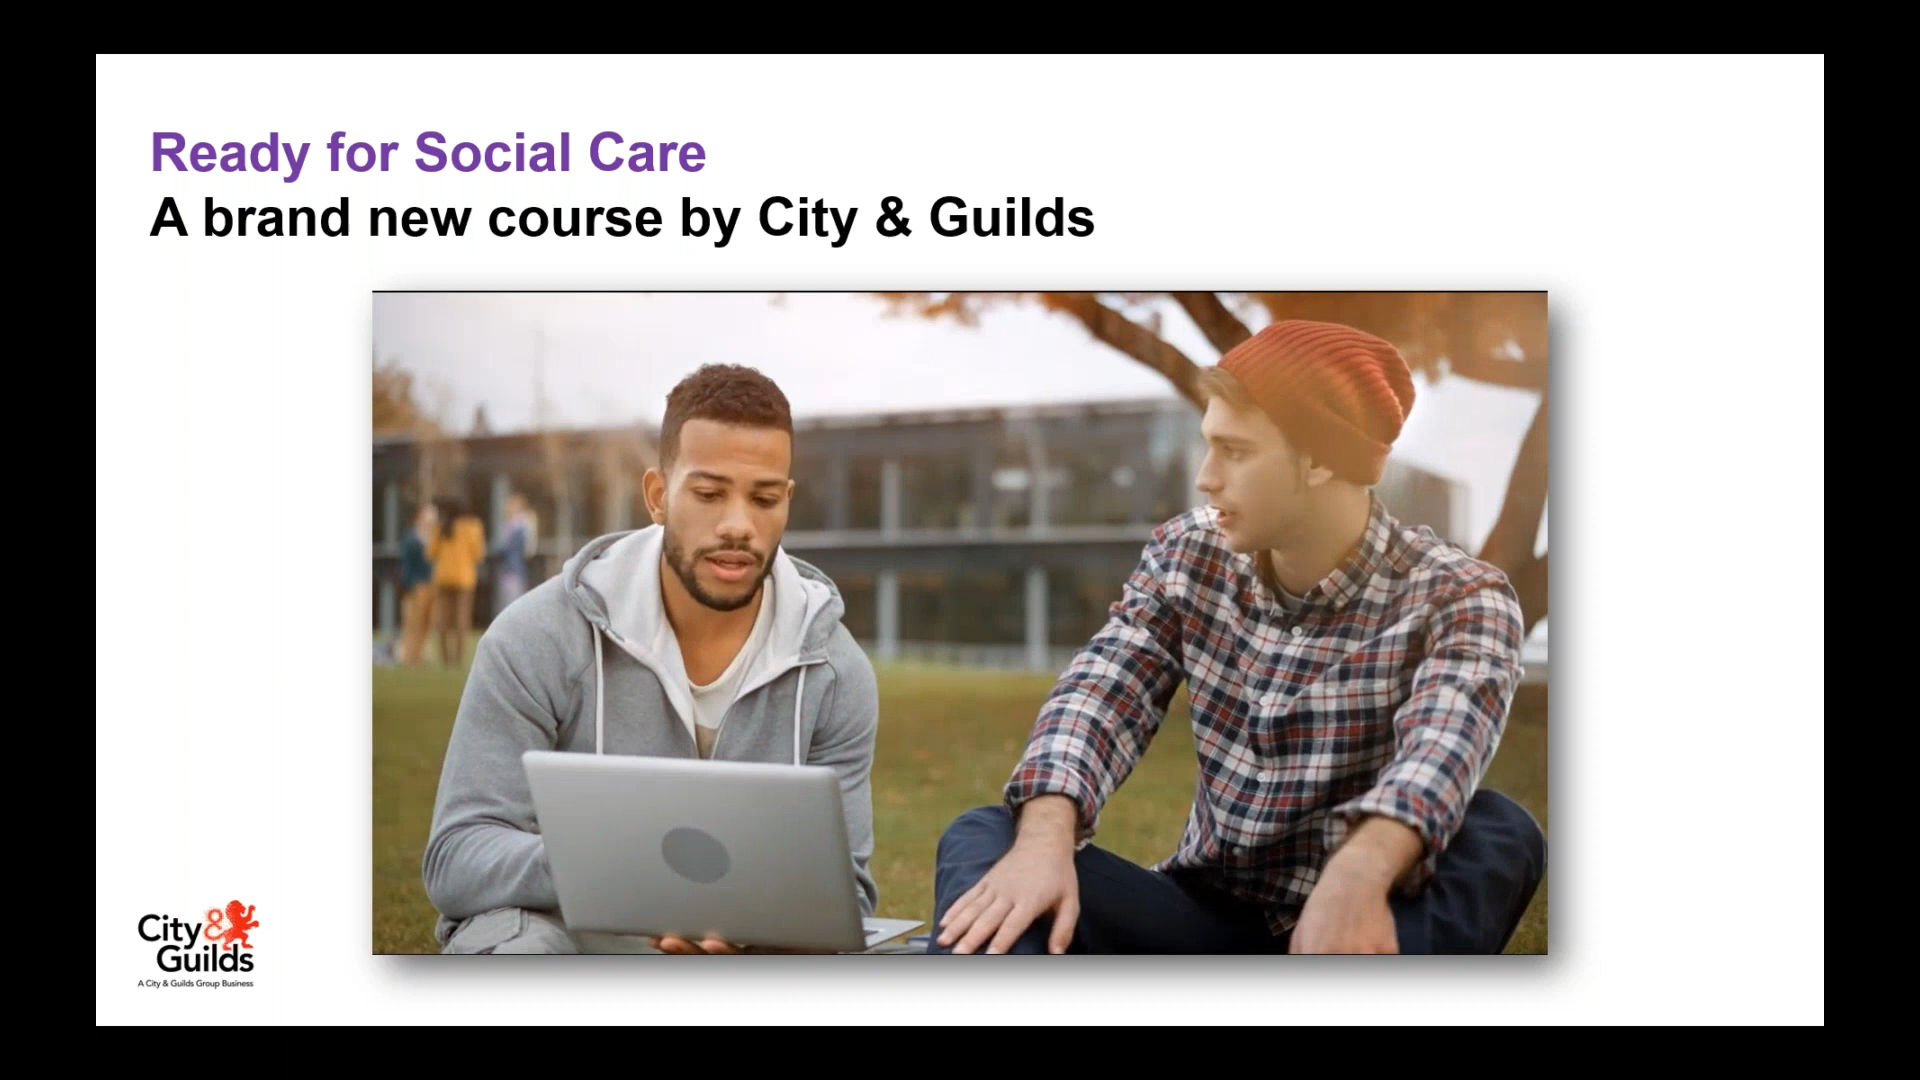 Ready for Social Care
A brand new course by City & Guilds
City &
Guilds
A City & Guilds Group Business